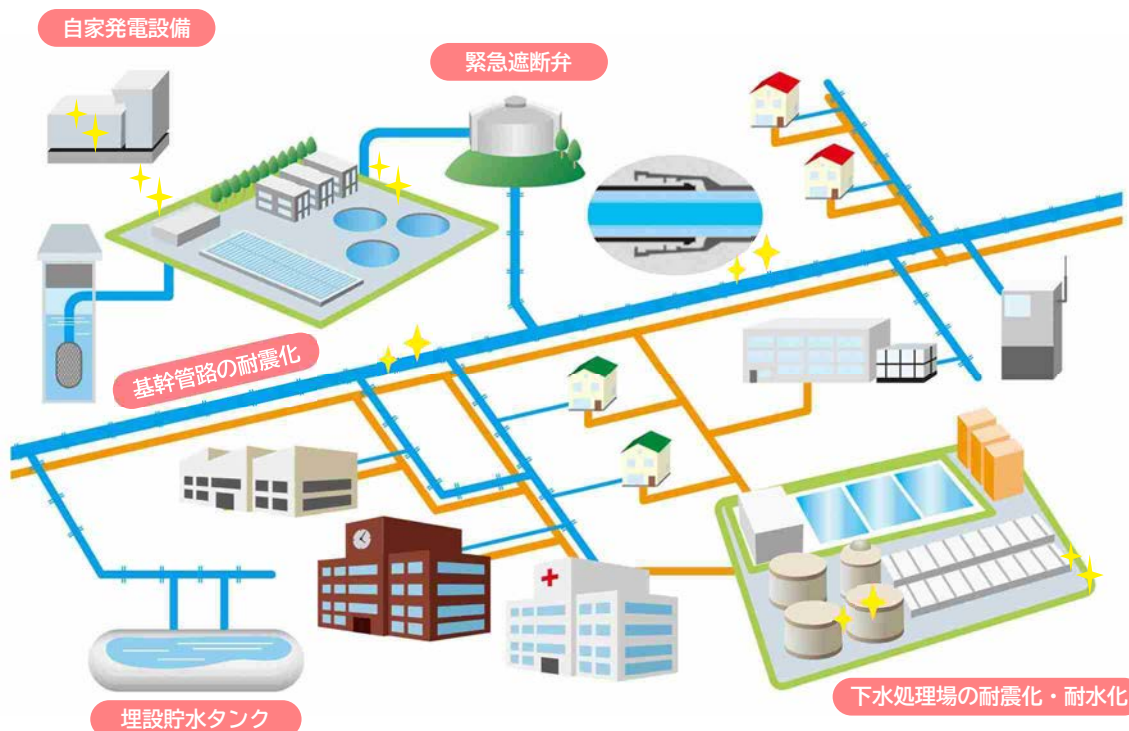 自家発電設備
緊急遮断弁
基幹管路の耐震化
埋設貯水タンク
下水処理場の耐震化・耐水化